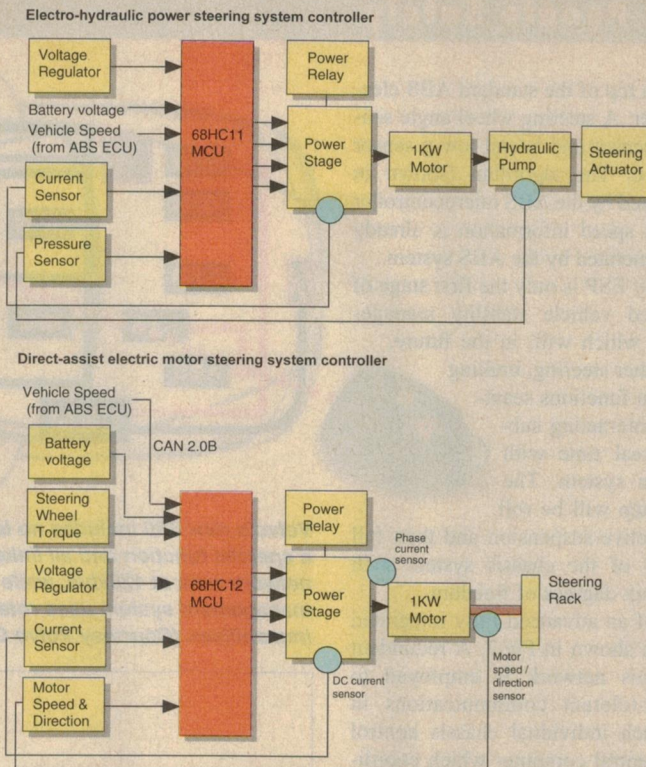 Electro-hydraulic power steering system controller
Voltage
Regulator
Battery voltage
Vehicle Speed
(from ABS ECU)
Current
Sensor
Pressure
Sensor
68HC11
MCU
Power
Relay
Power
Stage
1KW
Motor
Hydraulic
Pump
Steering
Actuator
Direct-assist electric motor steering system controller
Vehicle Speed
(from ABS ECU)
CAN 2.0B
Battery
voltage
Steering
Wheel
Torque
Voltage
Regulator
Current
Sensor
Motor
Speed &
Direction
68HC12
MCU
Power
Relay
Phase
current
sensor
Power
Stage
DC current
sensor
1KW
Motor
Steering
Rack
Motor
speed /
direction
sensor